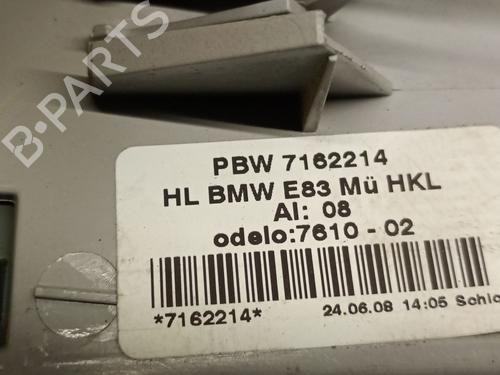 B-PARTS
PBW 7162214
HL BMW E83 Mü HKL
AI: 08
odelo:7610 - 02
*7162214*
24.06.08 14:05 Schic